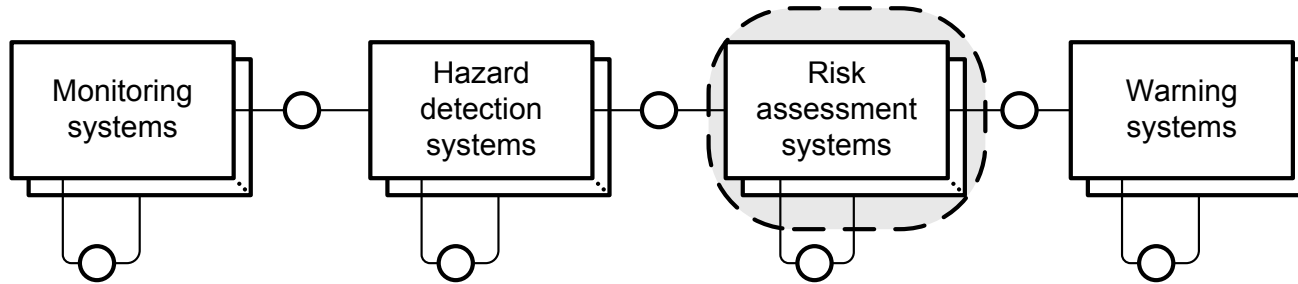 Monitoring
systems
Hazard
detection
systems
Risk
assessment
systems
Warning
systems